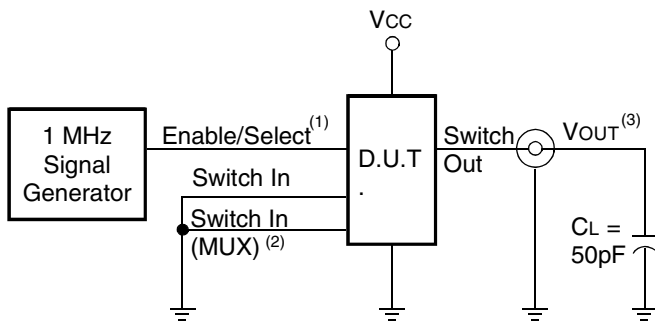 VCC
1 MHz
Signal
Generator
Enable/Select(1)
D.U.T
.
Switch
Out
VOUT(3)
Switch In
Switch In
(MUX)(2)
CL =
50pF